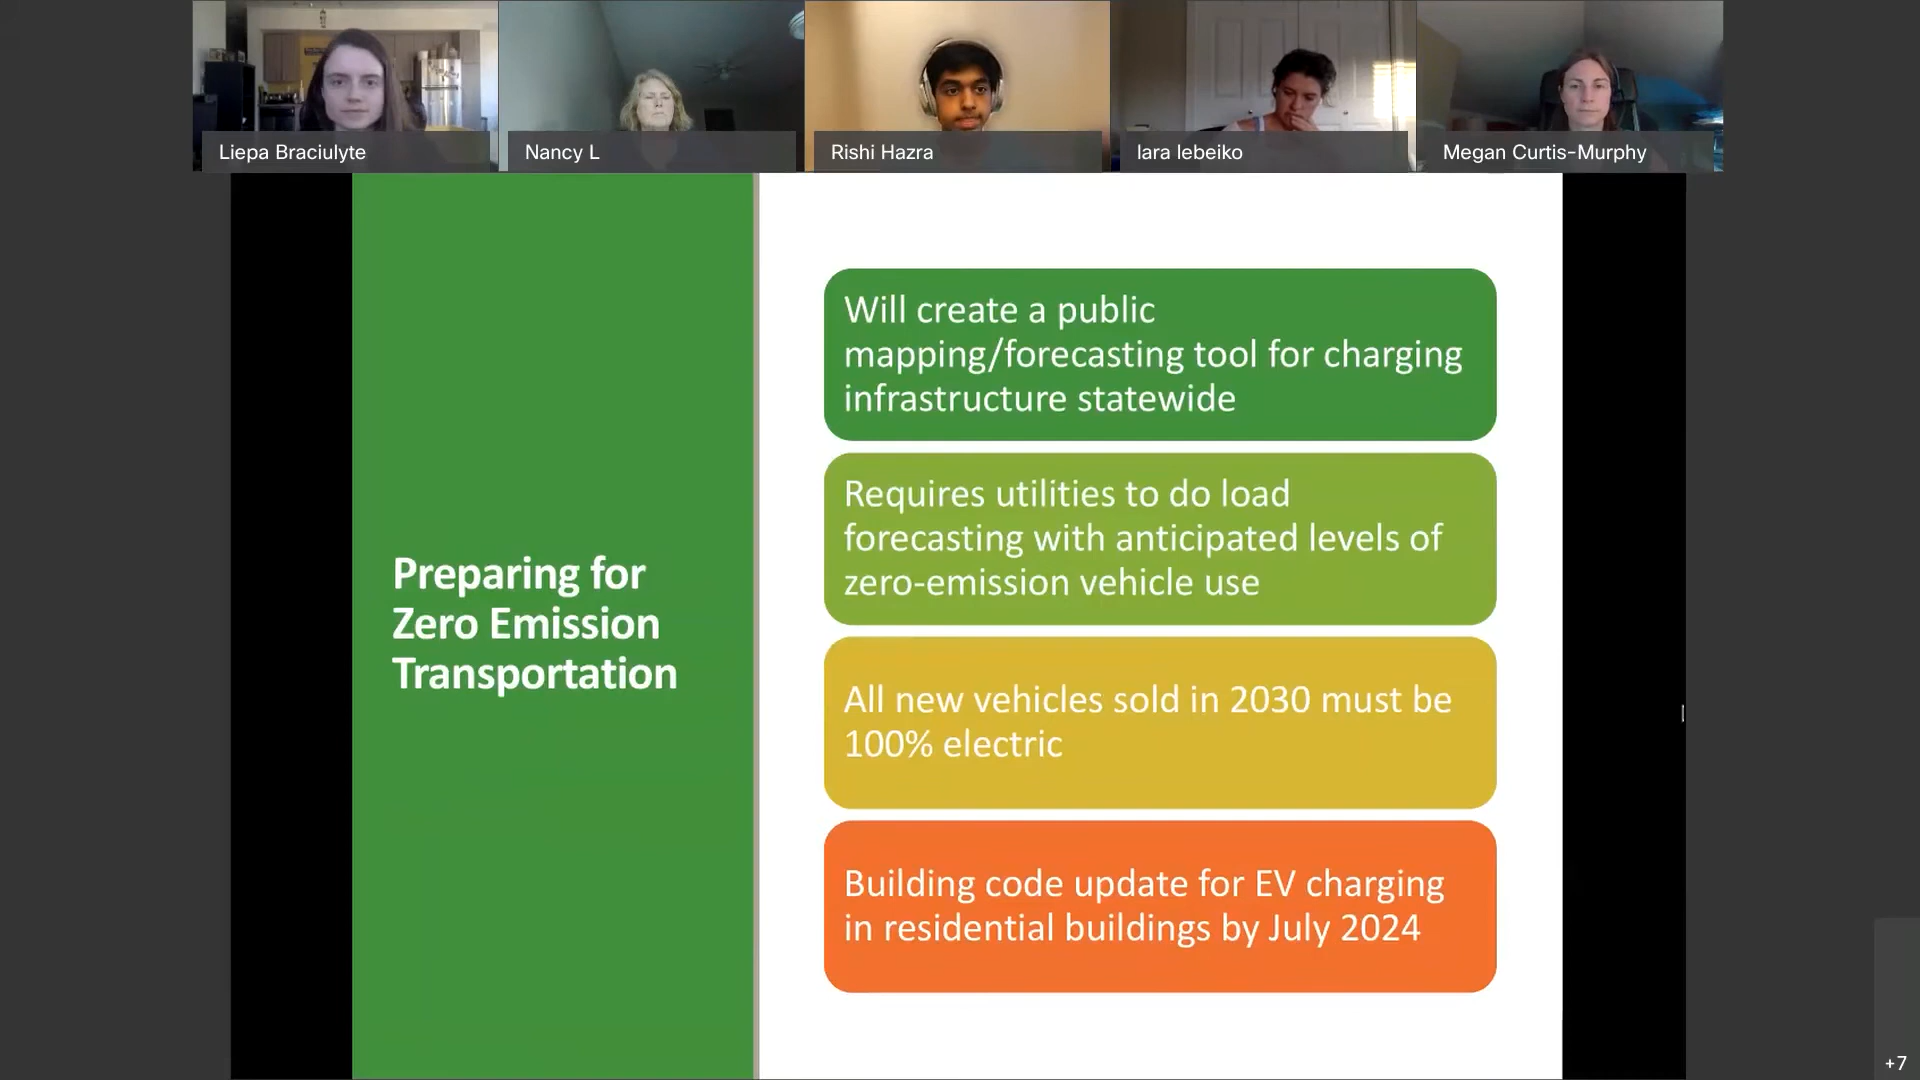 Liepa Braciulyte
Nancy L
Rishi Hazra
lara lebeiko
Megan Curtis-Murphy
Preparing for
Zero Emission
Transportation
Will create a public
mapping/forecasting tool for charging
infrastructure statewide
Requires utilities to do load
forecasting with anticipated levels of
zero-emission vehicle use
All new vehicles sold in 2030 must be
100% electric
Building code update for EV charging
in residential buildings by July 2024
+7